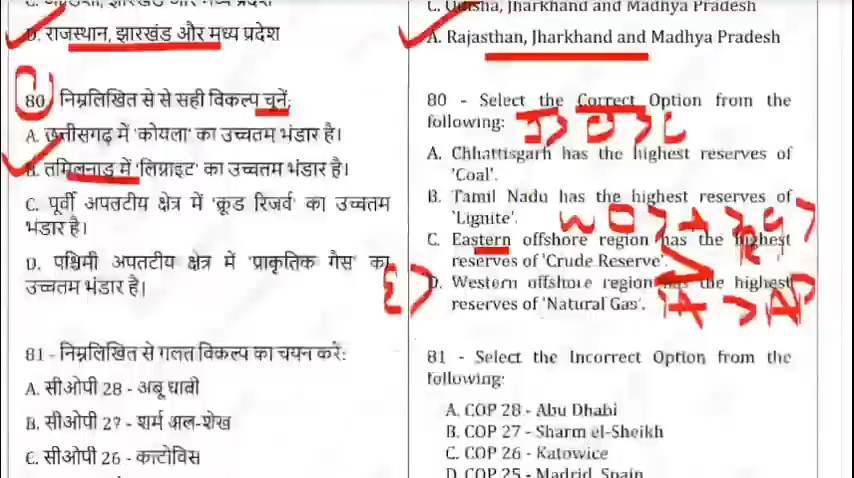 D. राजस्थान, झारखंड और मध्य प्रदेश
80 निम्नलिखित से से सही विकल्प चूनें:
A. छत्तीसगढ़ में 'कोयला' का उच्चतम भंडार है।
B. तमिलनाडु में 'लिग्नाइट' का उच्चतम भंडार है।
C. पूर्वी अपतटीय क्षेत्र में 'क्रूड रिजर्व' का उच्चतम
भंडार है।
D. पश्चिमी अपतटीय क्षेत्र में 'प्राकृतिक गैस' का
उच्चतम भंडार है।
81 - निम्नलिखित से गलत विकल्प का चयन करें:
A. सीओपी 28 - अबू धाबी
B. सीओपी 27 - शर्म अल-शेख
C. सीओपी 26 - काटोविस
C. Odisha, Jharkhand and Madhya Pradesh
A. Rajasthan, Jharkhand and Madhya Pradesh
80 - Select the Correct Option from the
following:
J > O > C
A. Chhattisgarh has the highest reserves of
'Coal'.
B. Tamil Nadu has the highest reserves of
'Lignite'.
W O > A > G >
C. Eastern offshore region has the highest
reserves of 'Crude Reserve'.
D. Western offshore region has the highest
reserves of 'Natural Gas'.
E >
> AP
81 - Select the Incorrect Option from the
following:
A. COP 28 - Abu Dhabi
B. COP 27 - Sharm el-Sheikh
C. COP 26 - Katowice
D. COP 25 - Madrid, Spain